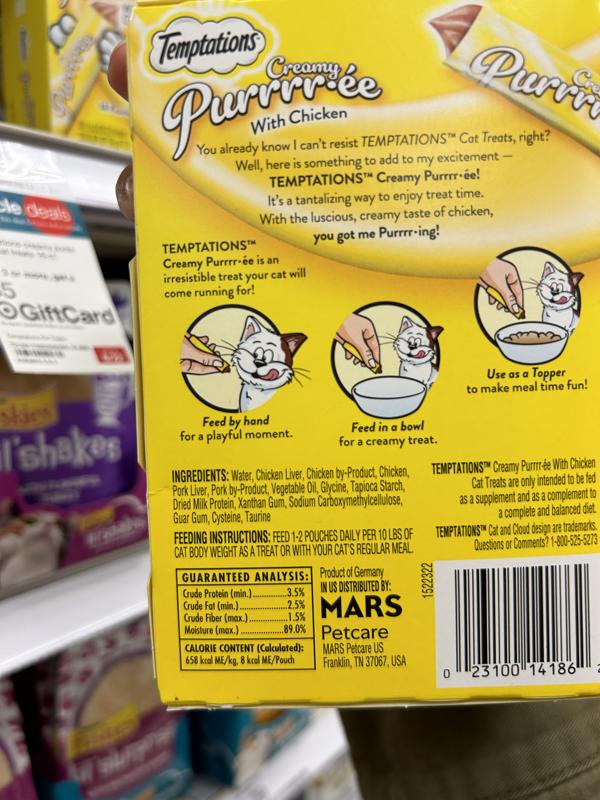 Temptations™
Creamy
Purrrr•ée
With Chicken
You already know I can't resist TEMPTATIONS™ Cat Treats, right?
Well, here is something to add to my excitement —
TEMPTATIONS™ Creamy Purrrr-ée!
It's a tantalizing way to enjoy treat time.
With the luscious, creamy taste of chicken,
you got me Purrrr•ing!
TEMPTATIONS™
Creamy Purrrr•ée is an
irresistible treat your cat will
come running for!
Feed by hand
for a playful moment.
Feed in a bowl
for a creamy treat.
Use as a Topper
to make meal time fun!
INGREDIENTS: Water, Chicken Liver, Chicken by-Product, Chicken,
Pork Liver, Pork by-Product, Vegetable Oil, Glycine, Tapioca Starch,
Dried Milk Protein, Xanthan Gum, Sodium Carboxymethylcellulose,
Guar Gum, Cysteine, Taurine
FEEDING INSTRUCTIONS: FEED 1-2 POUCHES DAILY PER 10 LBS OF
CAT BODY WEIGHT AS A TREAT OR WITH YOUR CAT'S REGULAR MEAL.
TEMPTATIONS™ Creamy Purrrr-ée With Chicken
Cat Treats are only intended to be fed
as a supplement and as a complement to
a complete and balanced diet.
TEMPTATIONS™ Cat and Cloud design are trademarks.
Questions or Comments? 1-800-525-5273
GUARANTEED ANALYSIS:
Crude Protein (min.)..........3.5%
Crude Fat (min.)................2.5%
Crude Fiber (max.)............1.5%
Moisture (max.)...............89.0%
CALORIE CONTENT (Calculated):
658 kcal ME/kg, 8 kcal ME/Pouch
Product of Germany
IN US DISTRIBUTED BY:
MARS
Petcare
MARS Petcare US
Franklin, TN 37067, USA
1522322
0 23100 14186 2
cle deals
GiftCard
l'shakes